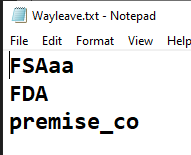 Wayleave.txt - Notepad
File Edit Format View Help
FSAaa
FDA
premise_co